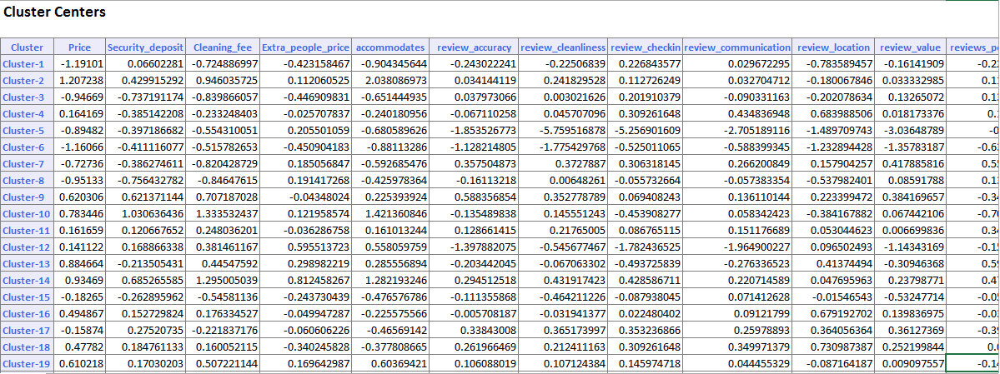 Cluster Centers
Cluster Price Security_deposit Cleaning_fee Extra_people_price accommodates review_accuracy review_cleanliness review_checkin review_communication review_location review_value
Cluster-1 -1.19101 0.06602281 -0.724886997 -0.423158467 -0.904345644 -0.243022241 -0.22506839 0.226843577 0.029672295 -0.783589457 -0.16141909
Cluster-2 1.207238 0.429915292 0.946035725 0.112060525 2.038086973 0.034144119 0.241829528 0.112726249 0.032704712 -0.180067846 0.033332985
Cluster-3 -0.94669 -0.737191174 -0.839866057 -0.446909831 -0.651444935 0.037973066 0.003021626 0.201910379 -0.090331163 -0.202078634 0.13265072
Cluster-4 0.164169 -0.385142208 -0.233248403 -0.025707837 -0.240180956 -0.067110258 0.045707096 0.309261648 0.434836948 0.683988506 0.018173376
Cluster-5 -0.89482 -0.397186682 -0.554310051 0.205501059 -0.680589626 -1.853526773 -5.759516878 -5.256901609 -2.705189116 -1.489709743 -3.03648789
Cluster-6 -1.16066 -0.411116077 -0.515782653 -0.450904183 -0.88113286 -1.128214805 -1.775429768 -0.525011065 -0.588399345 -1.232894428 -1.35783187
Cluster-7 -0.72736 -0.386274611 -0.820428729 0.185056847 -0.592685476 0.357504873 0.3727887 0.306318145 0.266200849 0.157904257 0.417885816
Cluster-8 -0.95133 -0.756432782 -0.84647615 0.191417268 -0.425978364 -0.16113218 0.00648261 -0.055732664 -0.057383354 -0.537982401 0.08591788
Cluster-9 0.620306 0.621371144 0.707187028 -0.04348024 0.225393924 0.588356854 0.352778789 0.069408243 0.136110144 0.223399472 0.384169657
Cluster-10 0.783446 1.030636436 1.333532437 0.121958574 1.421360846 -0.135489838 0.145551243 -0.453908277 0.058342423 -0.384167882 0.067442106
Cluster-11 0.161659 0.120667652 0.248036201 -0.036286758 0.161013244 0.128661415 0.21765005 0.086765115 0.151176689 0.053044623 0.006699836
Cluster-12 0.141122 0.168866338 0.381461167 0.595513723 0.558059759 -1.397882075 -0.545677467 -1.782436525 -1.964900227 0.096502493 -1.14343169
Cluster-13 0.884664 -0.213505431 0.44547592 0.298982219 0.285556894 -0.203442045 -0.067063302 -0.493725839 -0.276336523 0.41374494 -0.30946368
Cluster-14 0.93469 0.685265585 1.295005039 0.812458267 1.282193246 0.294512518 0.431917423 0.428586711 0.220714589 0.047695963 0.23798771
Cluster-15 -0.18265 -0.262895962 -0.54581136 -0.243730439 -0.476576786 -0.111355868 -0.464211226 -0.087938045 0.071412628 -0.01546543 -0.53247714
Cluster-16 0.494867 0.152729824 0.176334527 -0.049947287 -0.225575566 -0.005708187 -0.031941377 0.022480402 0.09121799 0.679192702 0.139836975
Cluster-17 -0.15874 0.27520735 -0.221837176 -0.060606226 -0.46569142 0.33843008 0.365173997 0.353236866 0.25978893 0.364056364 0.36127369
Cluster-18 0.47782 0.184761133 0.160052115 -0.340245828 -0.377808665 0.261966469 0.212411163 0.309261648 0.349971379 0.730987387 0.252199844
Cluster-19 0.610218 0.17030203 0.507221144 0.169642987 0.60369421 0.106088019 0.107124384 0.145974718 0.044455329 -0.087164187 0.009097557